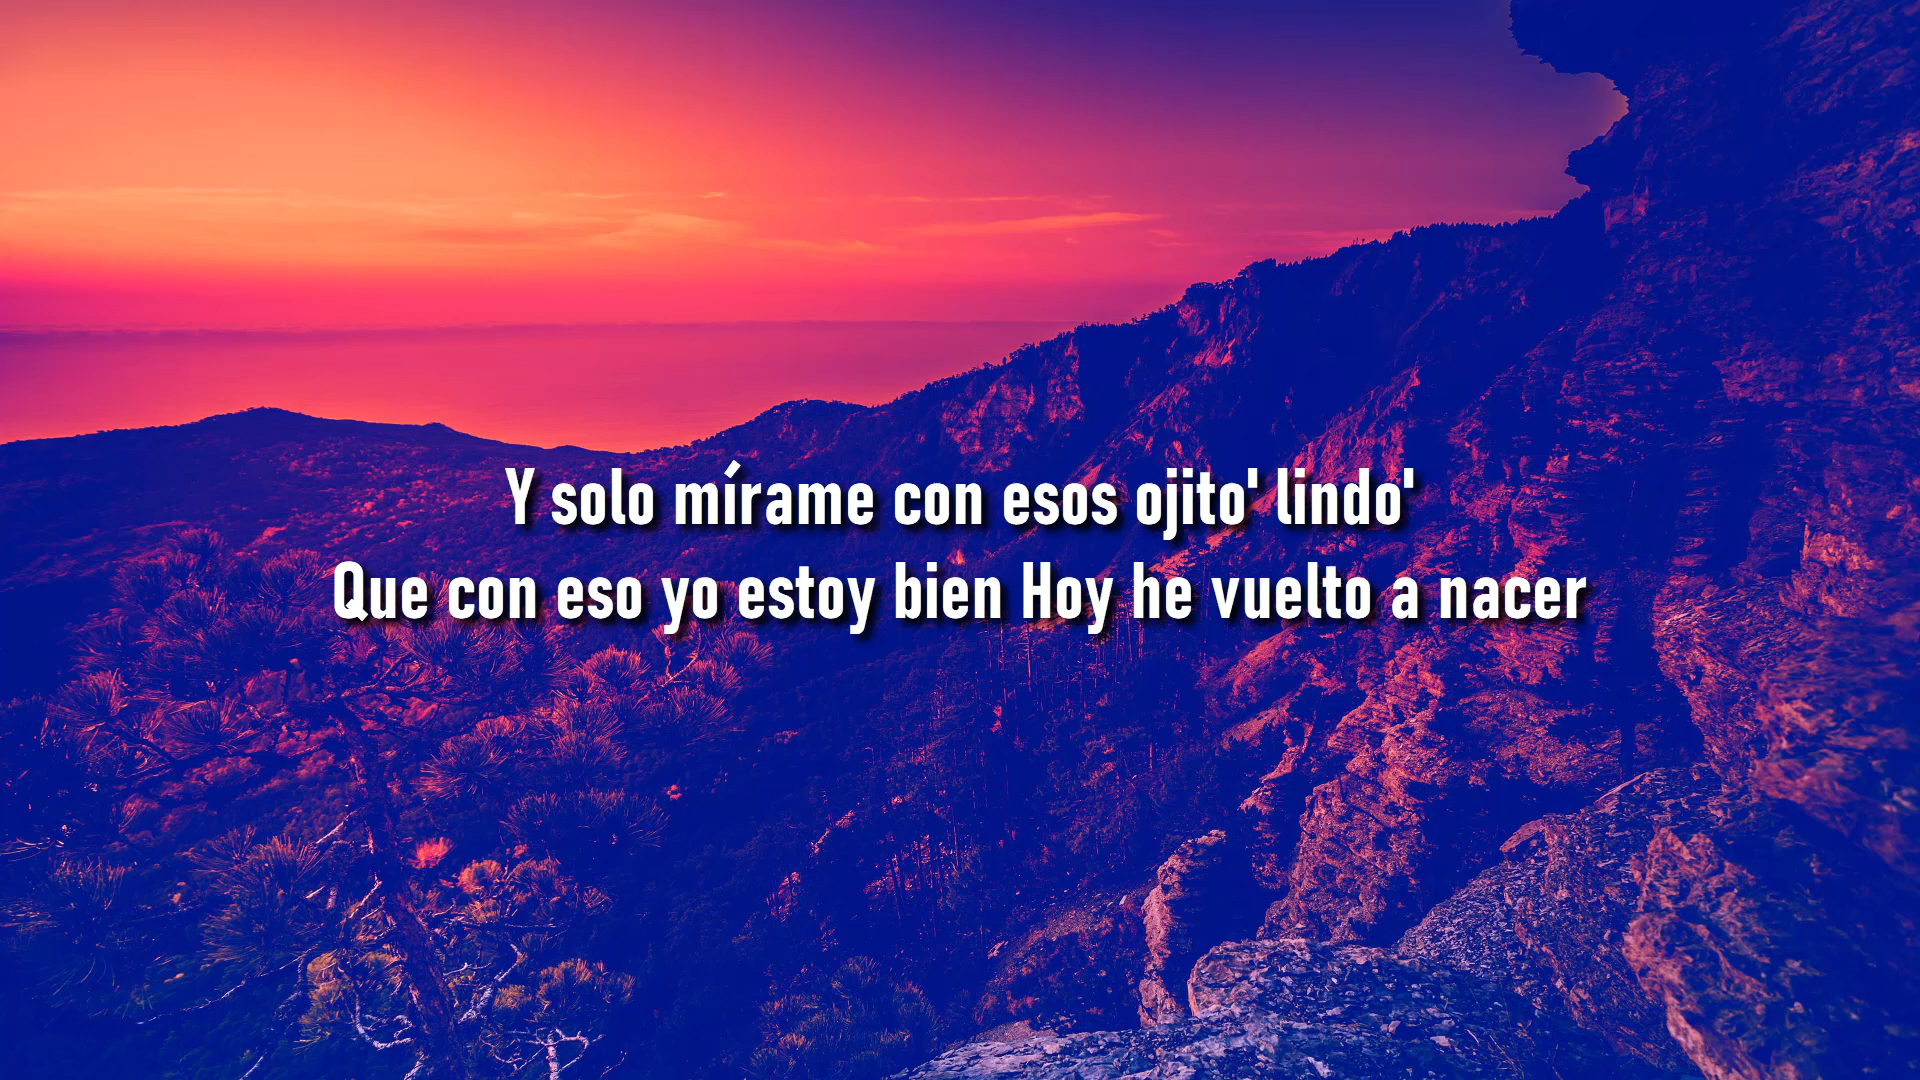 Y solo mírame con esos ojito' lindo'
Que con eso yo estoy bien Hoy he vuelto a nacer